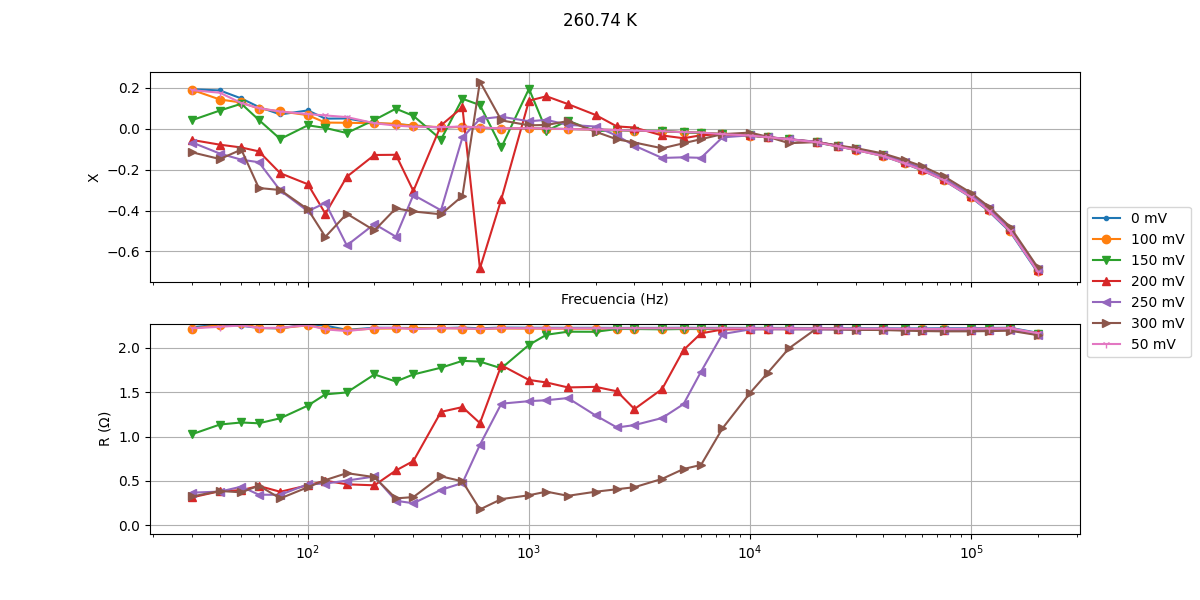 260.74 K
0.2
0.0
−0.2
−0.4
−0.6
X
Frecuencia (Hz)
2.0
1.5
1.0
0.5
0.0
R (Ω)
10² 10³ 10⁴ 10⁵
0 mV
100 mV
150 mV
200 mV
250 mV
300 mV
50 mV